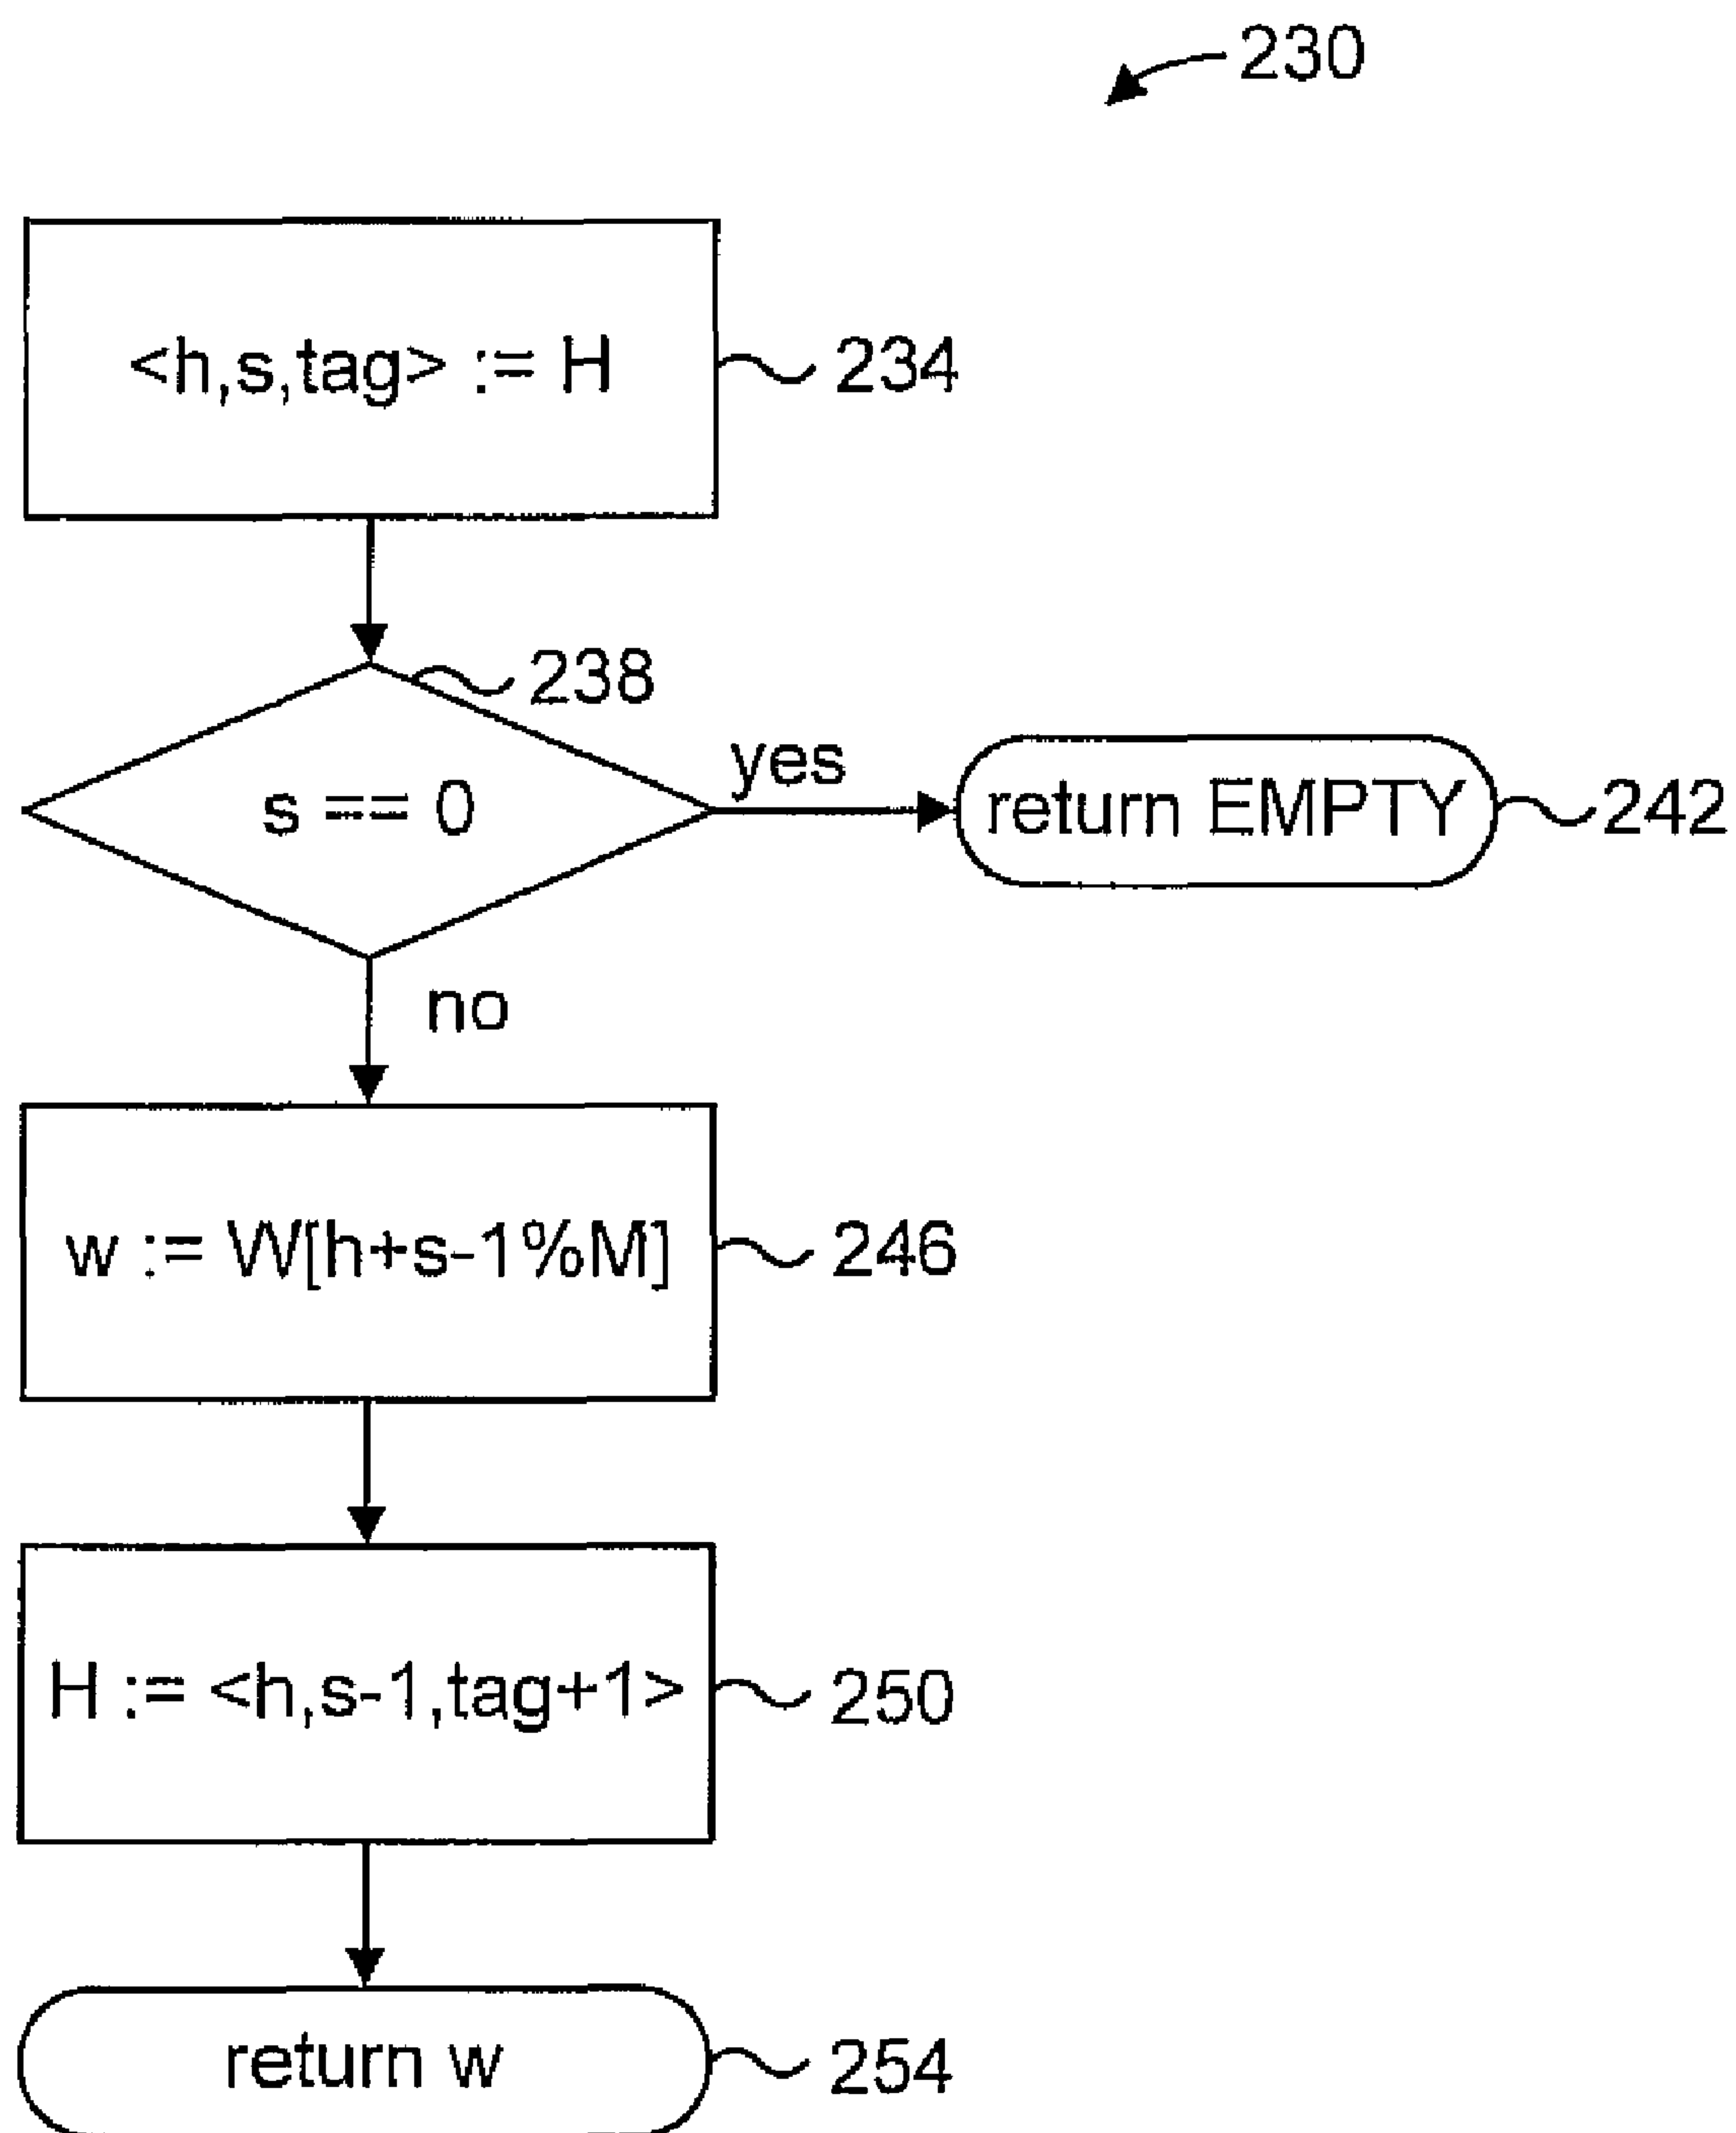 230
<h,s,tag> := H
234
238
s == 0
yes
return EMPTY
242
no
w := W[h+s-1%M]
246
H := <h,s-1,tag+1>
250
return w
254